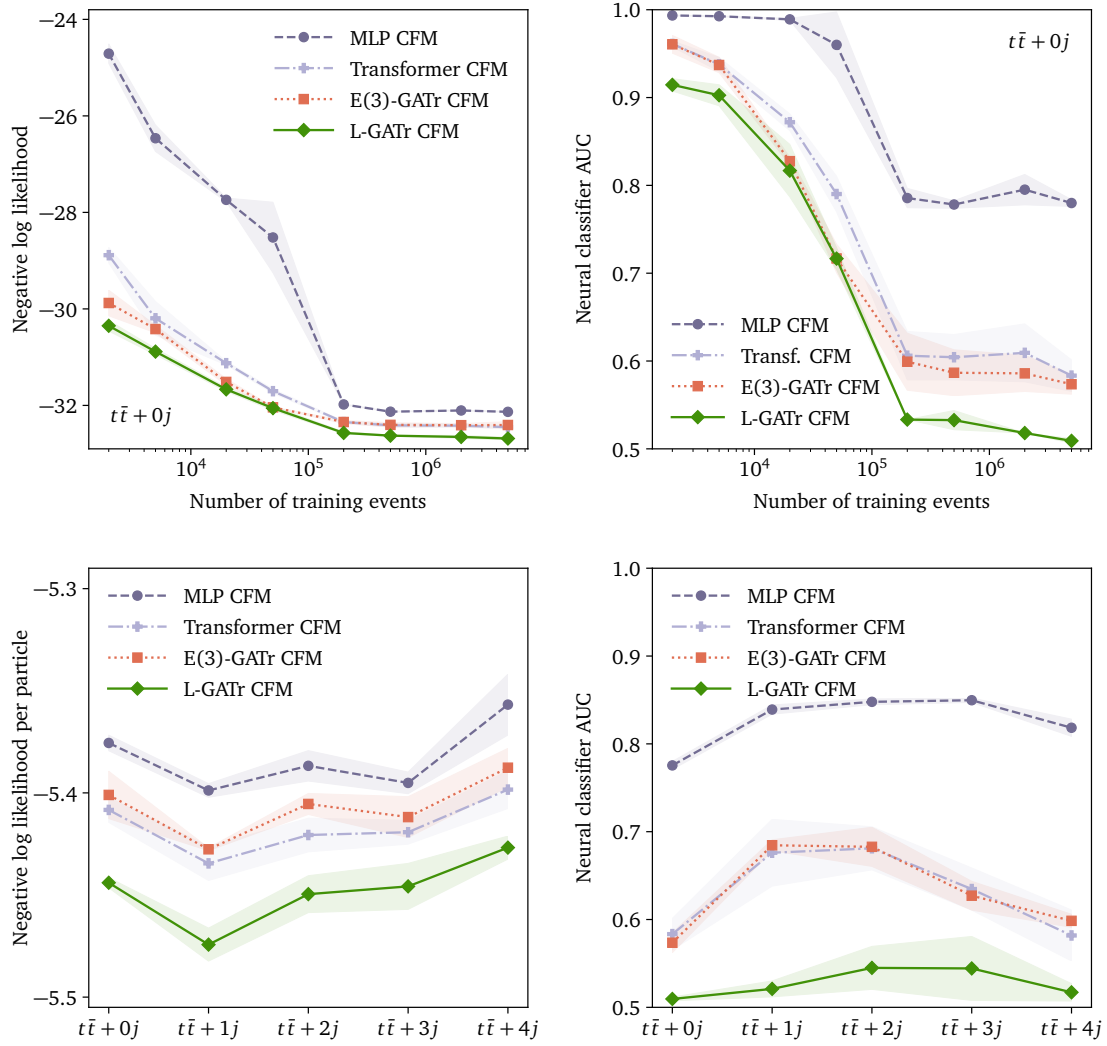 −24
−26
−28
−30
−32
Negative log likelihood
MLP CFM
Transformer CFM
E(3)-GATr CFM
L-GATr CFM
tt̄ + 0j
10⁴
10⁵
10⁶
Number of training events
1.0
0.9
0.8
0.7
0.6
0.5
Neural classifier AUC
tt̄ + 0j
MLP CFM
Transf. CFM
E(3)-GATr CFM
L-GATr CFM
10⁴
10⁵
10⁶
Number of training events
−5.3
−5.4
−5.5
Negative log likelihood per particle
MLP CFM
Transformer CFM
E(3)-GATr CFM
L-GATr CFM
tt̄ + 0j
tt̄ + 1j
tt̄ + 2j
tt̄ + 3j
tt̄ + 4j
1.0
0.9
0.8
0.7
0.6
0.5
Neural classifier AUC
MLP CFM
Transformer CFM
E(3)-GATr CFM
L-GATr CFM
tt̄ + 0j
tt̄ + 1j
tt̄ + 2j
tt̄ + 3j
tt̄ + 4j